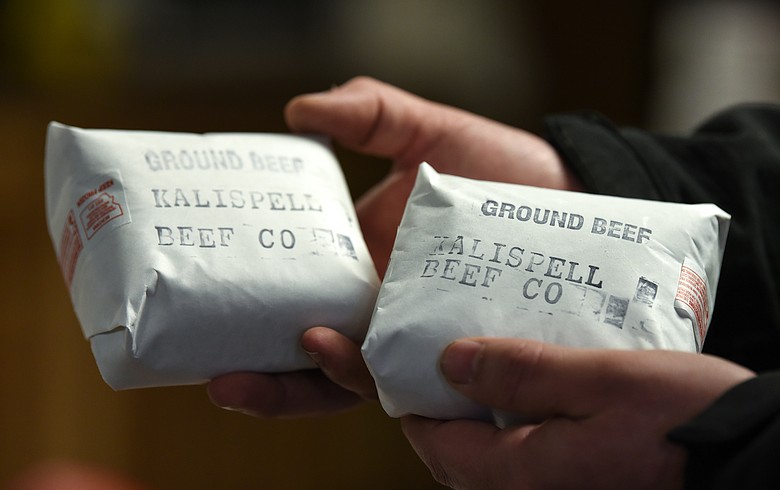 GROUND BEEF
KALISPELL
BEEF CO
GROUND BEEF
KALISPELL
BEEF CO